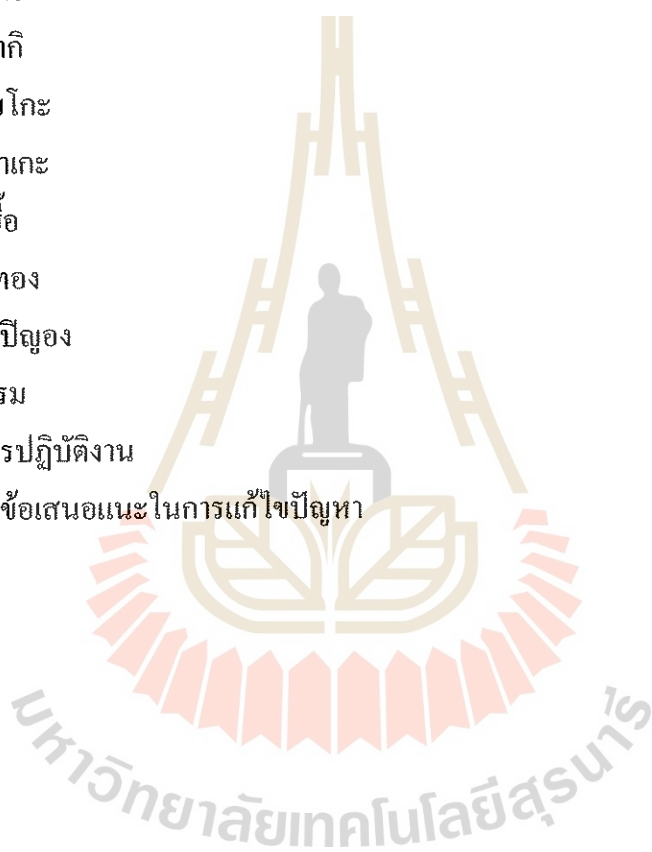 โกะ
าเกะ
ื้อ
ทอง
ปิญอง
รม
รปฏิบัติงาน
ข้อเสนอแนะในการแก้ไขปัญหา
มหาวิทยาลัยเทคโนโลยีสุรนารี